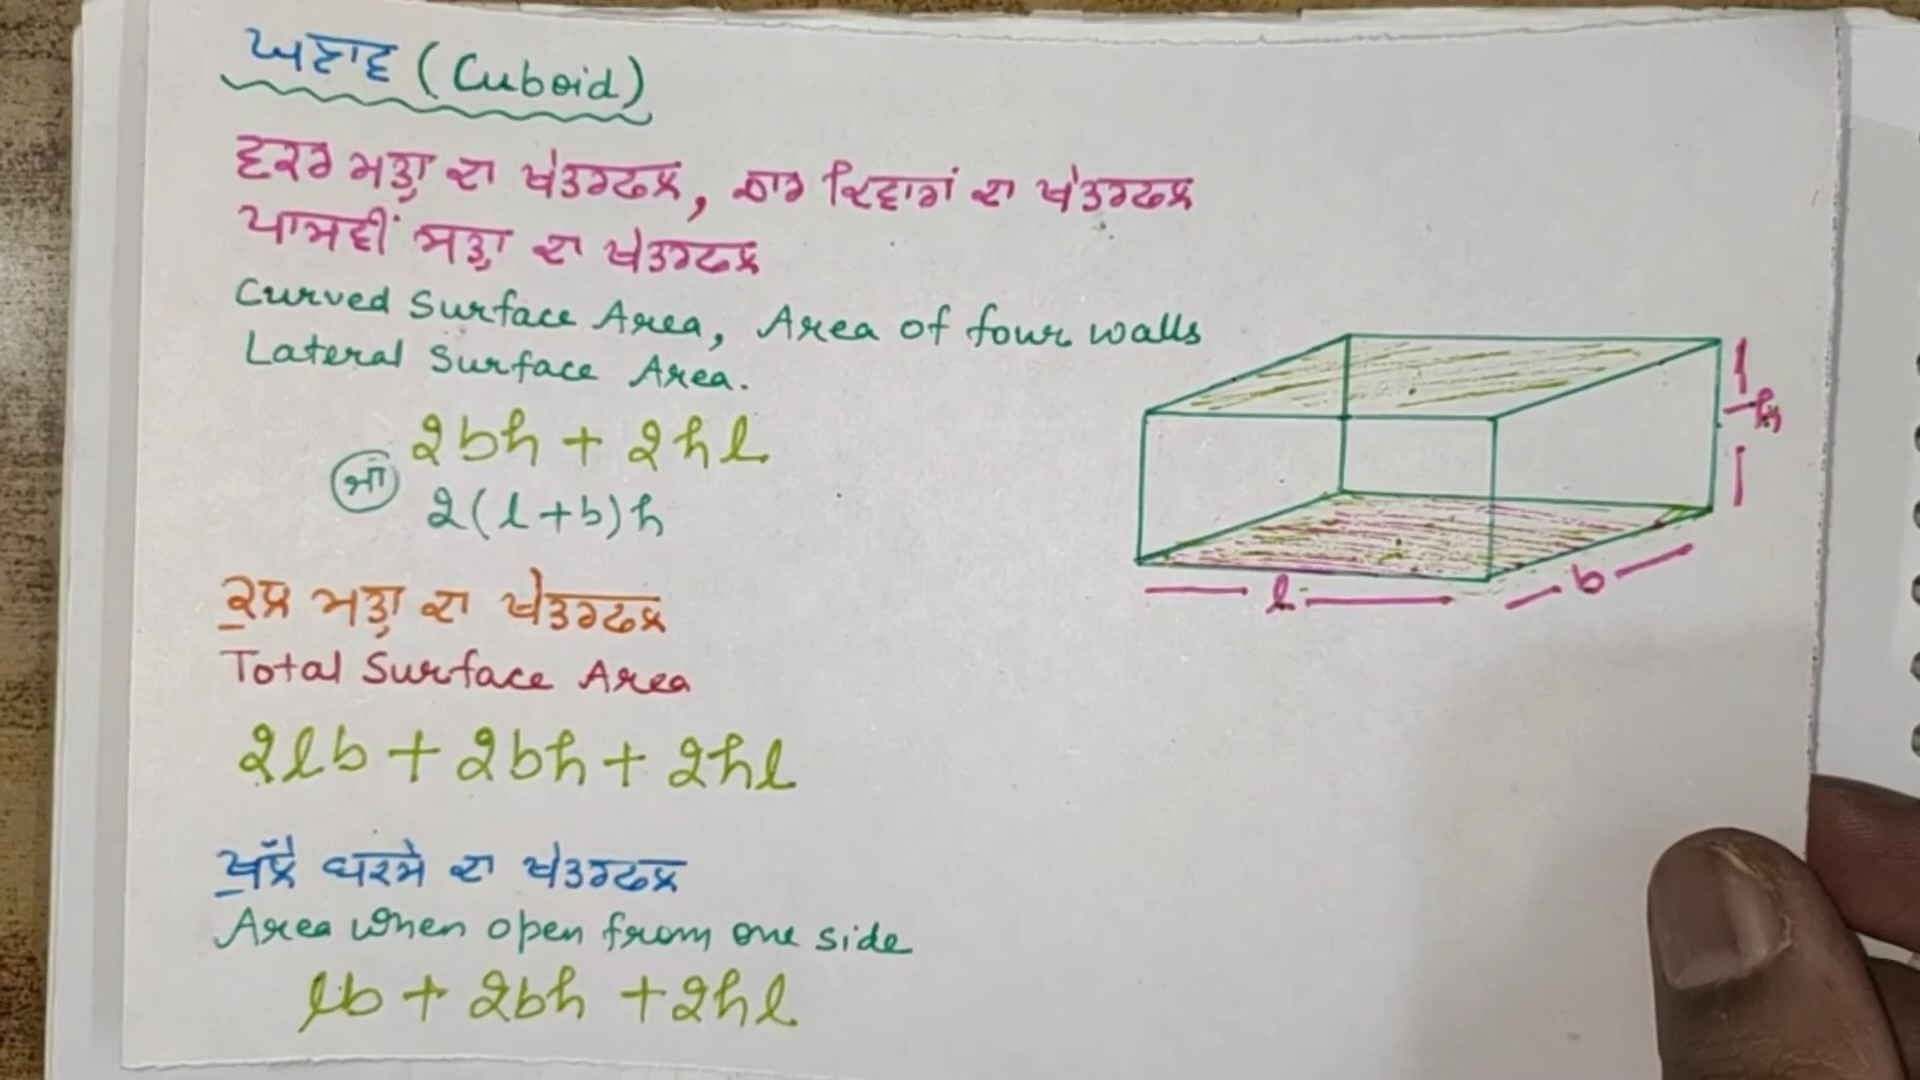 ਘਣਾਵ (Cuboid)
ਵਕਰ ਸਤ੍ਹਾ ਦਾ ਖੇਤਰਫਲ, ਚਾਰ ਦਿਵਾਰਾਂ ਦਾ ਖੇਤਰਫਲ
ਪਾਸਵੀਂ ਸਤ੍ਹਾ ਦਾ ਖੇਤਰਫਲ
Curved Surface Area, Area of four walls
Lateral Surface Area.
2bh + 2hl
ਜਾਂ 2(l+b)h
h
l
b
ਕੁਲ ਸਤ੍ਹਾ ਦਾ ਖੇਤਰਫਲ
Total Surface Area
2lb + 2bh + 2hl
ਖੁੱਲੇ ਬਕਸੇ ਦਾ ਖੇਤਰਫਲ
Area when open from one side
lb + 2bh + 2hl